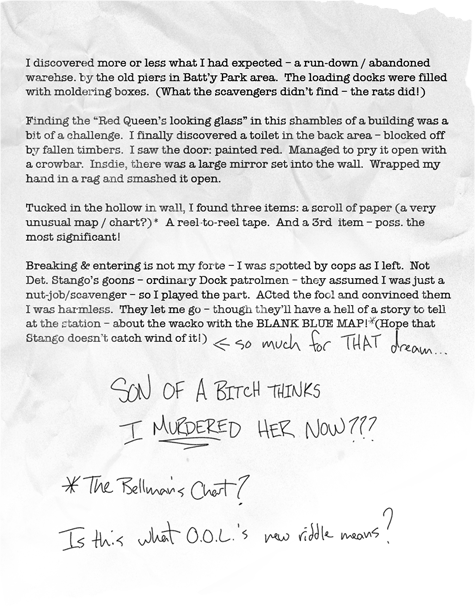 I discovered more or less what I had expected – a run-down / abandoned
warehse. by the old piers in Batt'y Park area.  The loading docks were filled
with moldering boxes.  (What the scavengers didn't find – the rats did!)
Finding the "Red Queen's looking glass" in this shambles of a building was a
bit of a challenge.  I finally discovered a toilet in the back area – blocked off
by fallen timbers.  I saw the door: painted red.  Managed to pry it open with
a crowbar.  Insdie, there was a large mirror set into the wall.  Wrapped my
hand in a rag and smashed it open.
Tucked in the hollow in wall, I found three items: a scroll of paper (a very
unusual map / chart?)*  A reel-to-reel tape.  And a 3rd  item – poss. the
most significant!
Breaking & entering is not my forte – I was spotted by cops as I left.  Not
Det. Stango's goons – ordinary Dock patrolmen – they assumed I was just a
nut-job/scavenger – so I played the part.  ACted the fool and convinced them
I was harmless.  They let me go – though they'll have a hell of a story to tell
at the station – about the wacko with the BLANK BLUE MAP!*(Hope that
Stango doesn't catch wind of it!) ← so much for THAT dream...
SON OF A BITCH THINKS
I MURDERED HER NOW???
* The Bellman's Chart?
Is this what O.O.L.'s new riddle means?